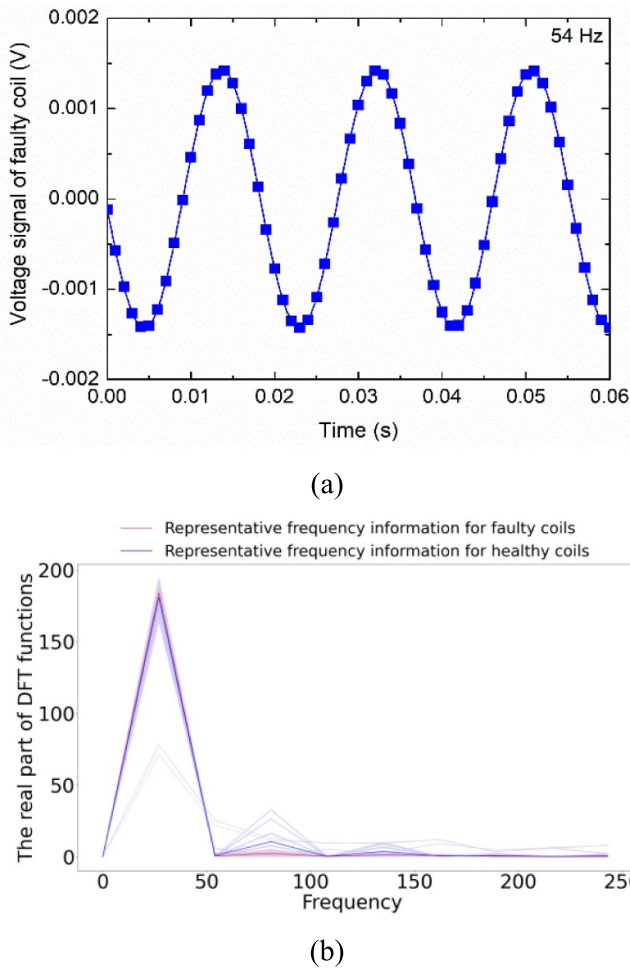 0.002
54 Hz
0.001
0.000
-0.001
-0.002
Voltage signal of faulty coil (V)
0.00 0.01 0.02 0.03 0.04 0.05 0.06
Time (s)
(a)
Representative frequency information for faulty coils
Representative frequency information for healthy coils
200
150
100
50
0
The real part of DFT functions
0 50 100 150 200 250
Frequency
(b)